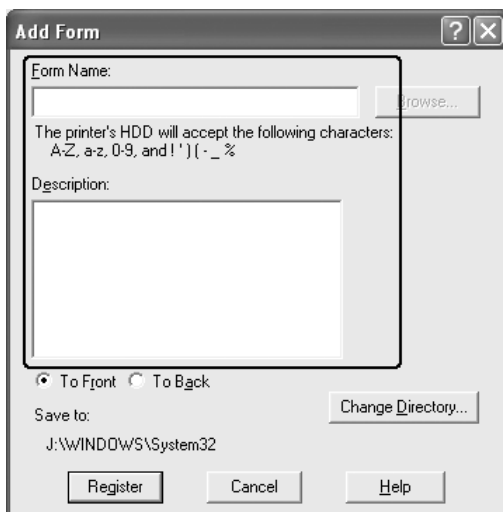 Add Form
Form Name:
Browse...
The printer's HDD will accept the following characters:
A-Z, a-z, 0-9, and ! ' ) ( - _ %
Description:
To Front To Back
Save to:
Change Directory...
J:\WINDOWS\System32
Register Cancel Help